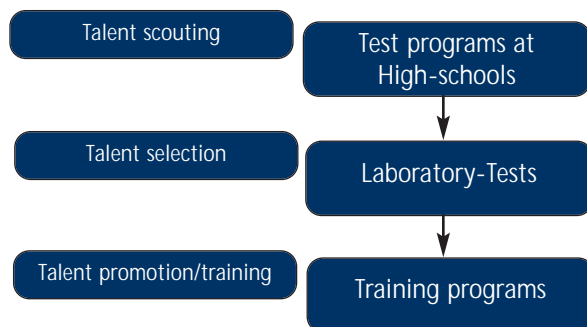 Talent scouting
Test programs at
High-schools
Talent selection
Laboratory-Tests
Talent promotion/training
Training programs